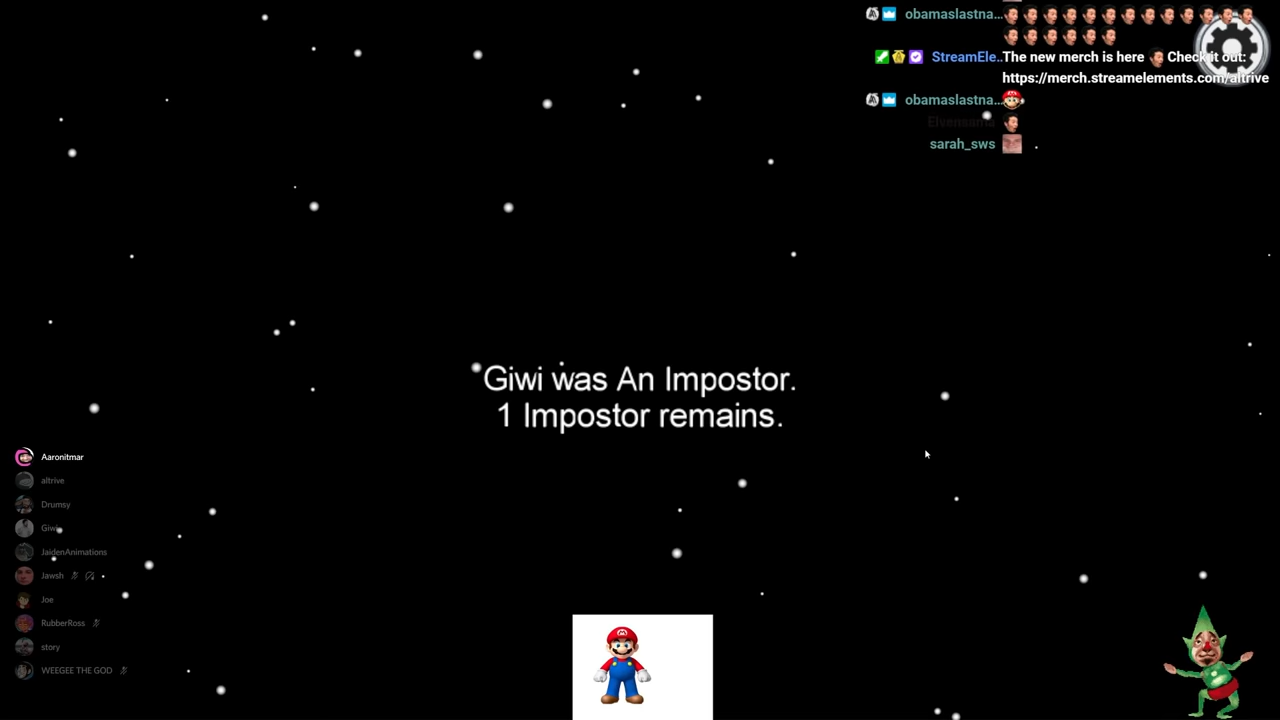 obamaslastna...
StreamEle... The new merch is here Check it out:
https://merch.streamelements.com/altrive
obamaslastna...
Elvensanta
sarah_sws
Giwi was An Impostor.
1 Impostor remains.
Aaronitmar
altrive
Drumsy
Giwi
JaidenAnimations
Jawsh
Joe
RubberRoss
story
WEEGEE THE GOD